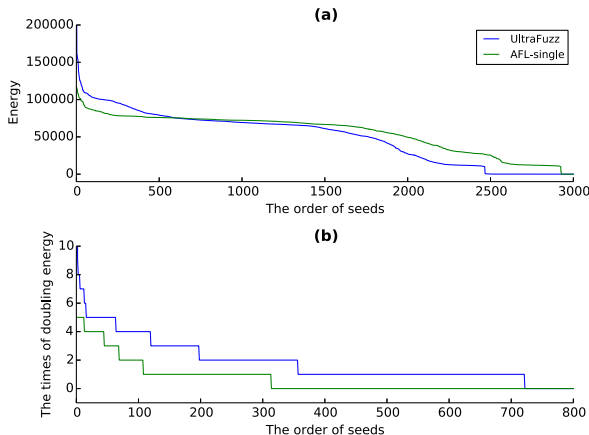 (a)
200000
150000
100000
50000
0
Energy
UltraFuzz
AFL-single
0 500 1000 1500 2000 2500 3000
The order of seeds
(b)
10
8
6
4
2
0
The times of doubling energy
0 100 200 300 400 500 600 700 800
The order of seeds